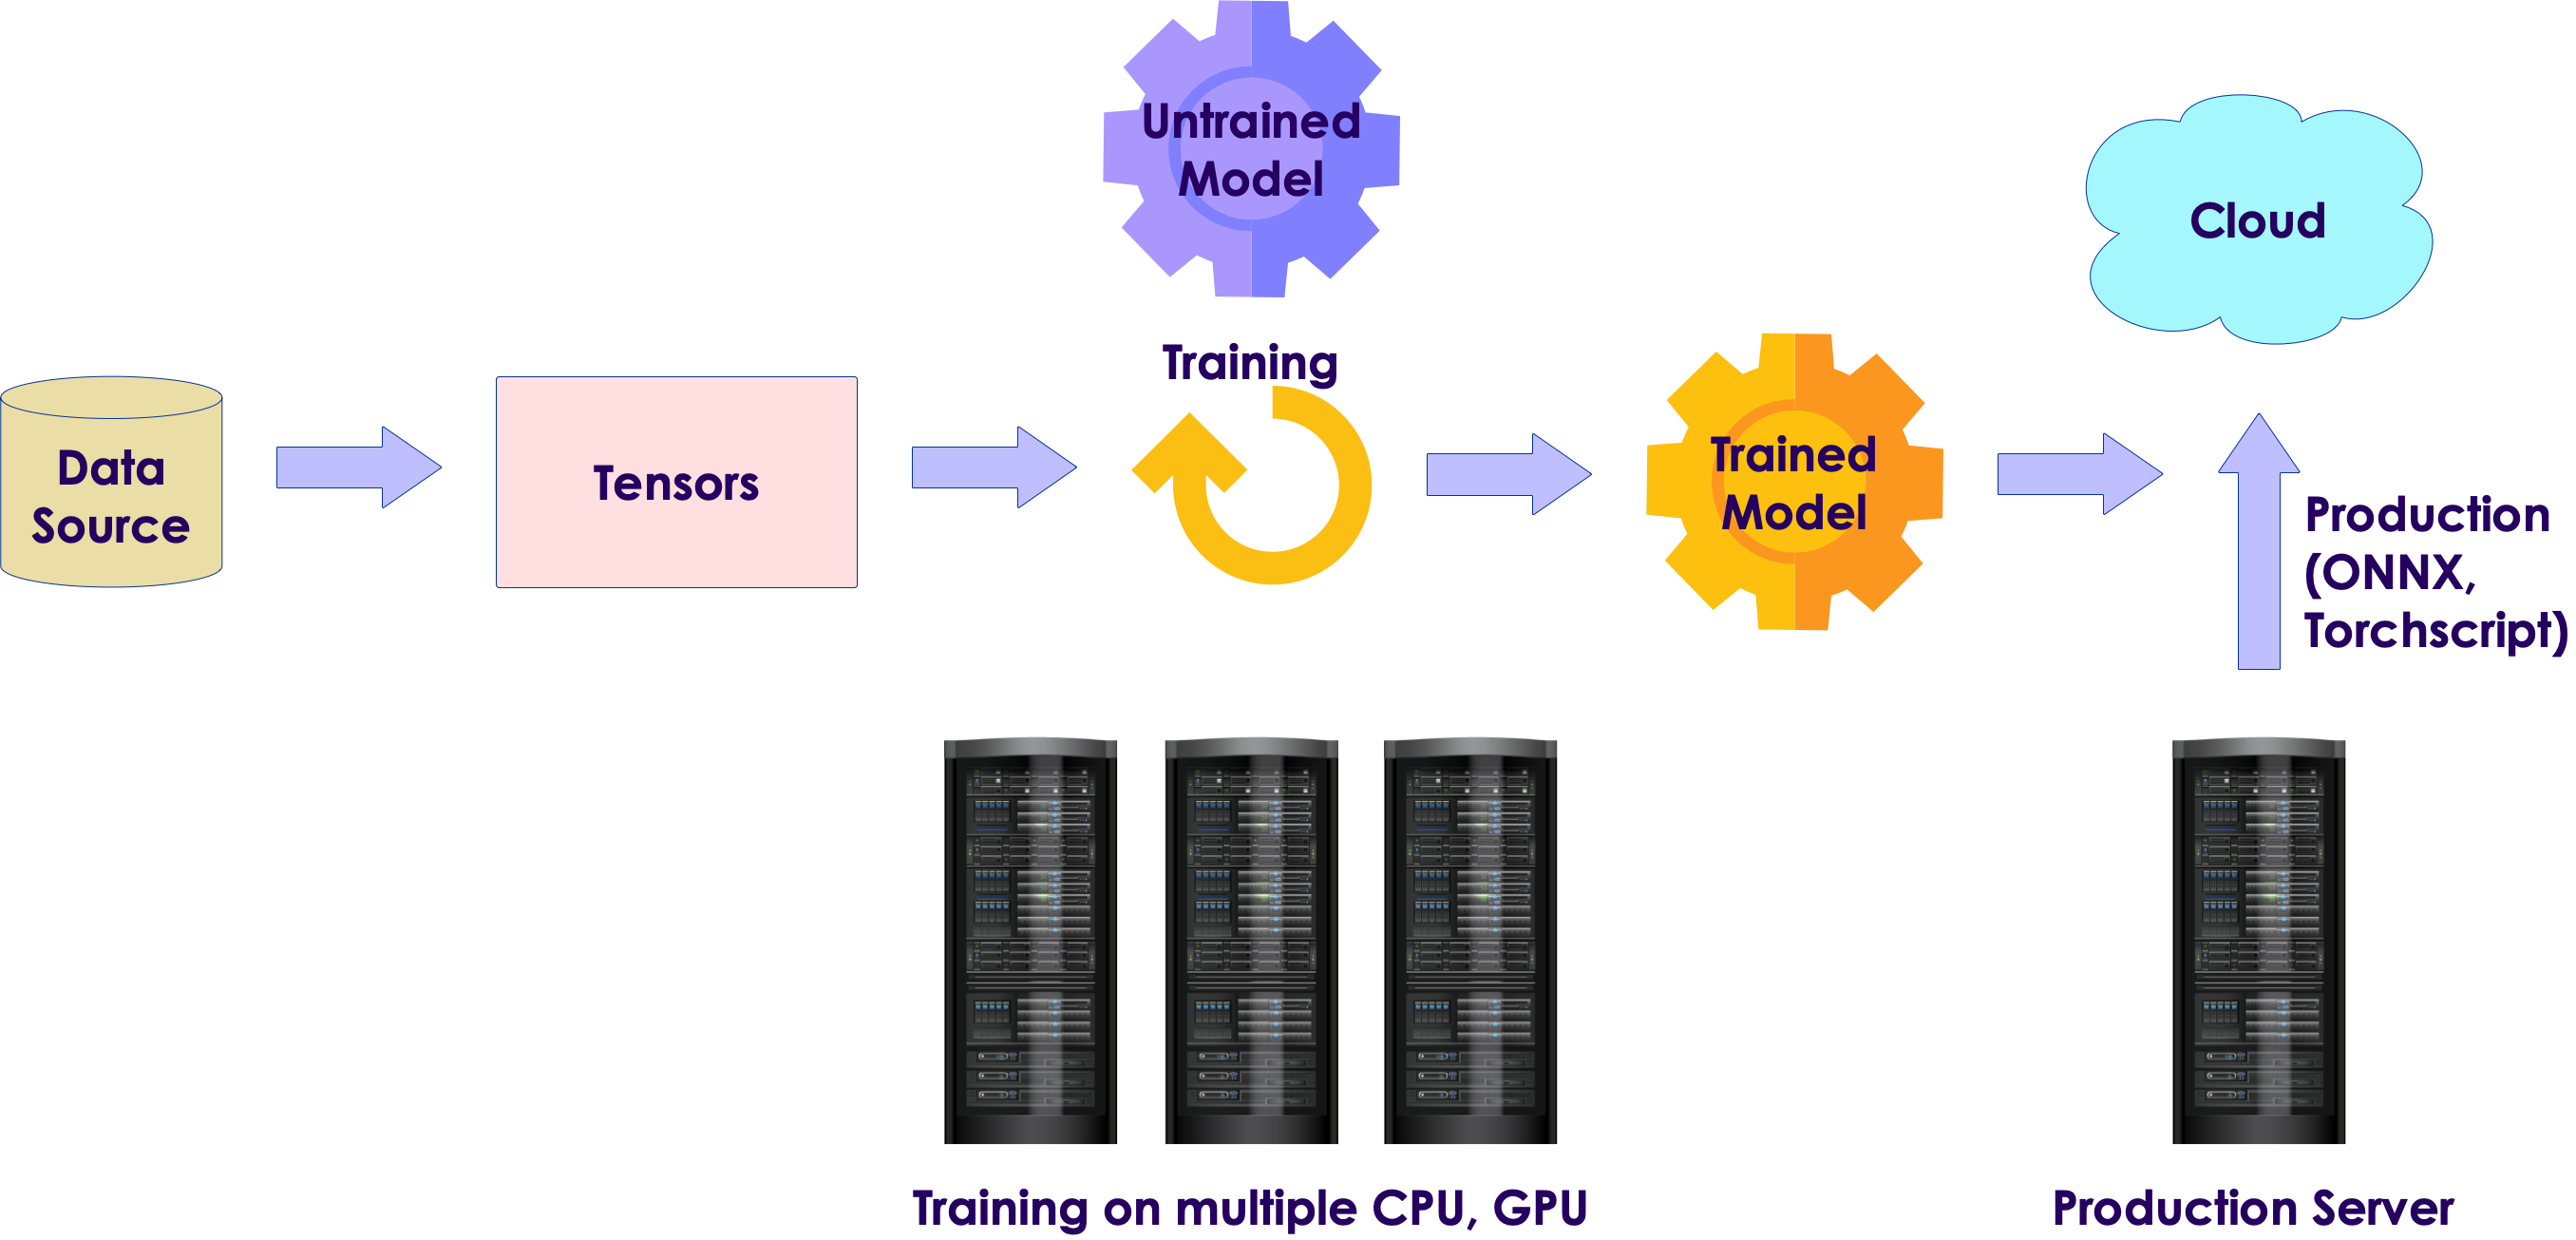 Untrained
Model
Cloud
Training
Data
Source
Tensors
Trained
Model
Production
(ONNX,
Torchscript)
Training on multiple CPU, GPU
Production Server